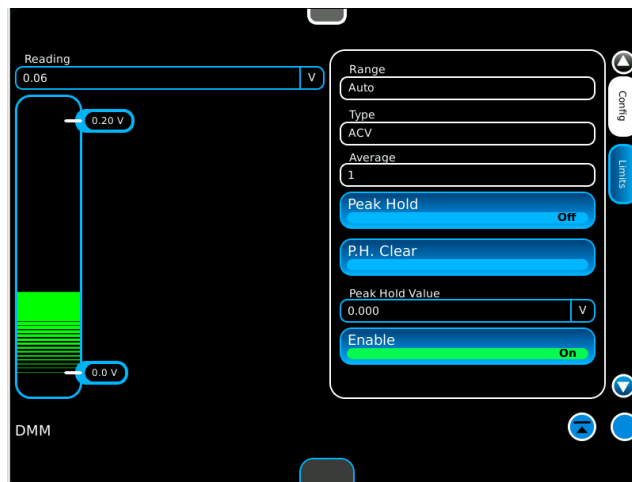 Reading
0.06 V
0.20 V
0.0 V
DMM
Range
Auto
Type
ACV
Average
1
Peak Hold
Off
P.H. Clear
Peak Hold Value
0.000 V
Enable
On
Config
Limits